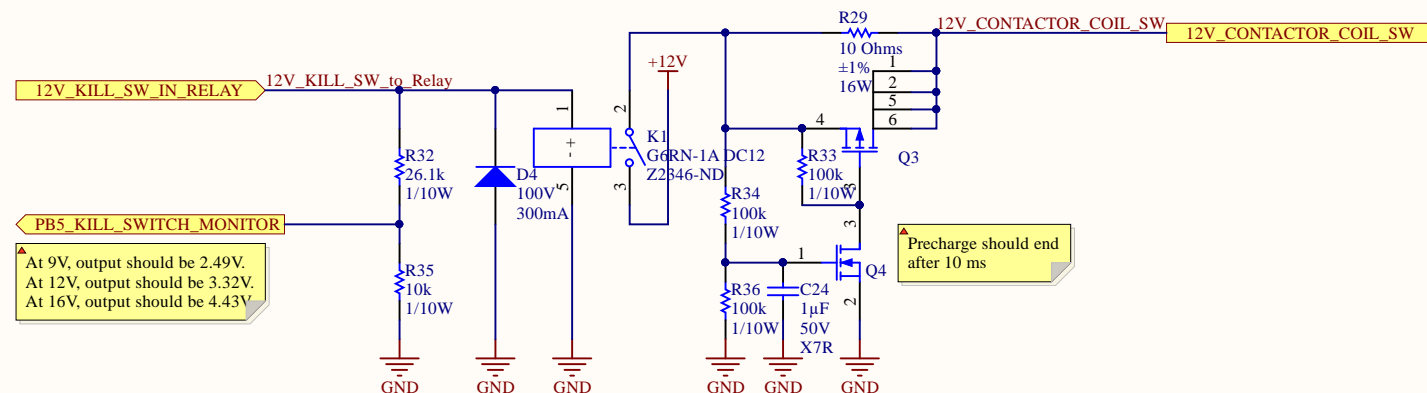 R29
10 Ohms
±1%
16W
12V_CONTACTOR_COIL_SW
12V_CONTACTOR_COIL_SW
1
2
5
6
4
3
Q3
R33
100k
1/10W
+12V
12V_KILL_SW_IN_RELAY
12V_KILL_SW_to_Relay
1
- +
5
2
3
K1
G6RN-1A DC12
Z2346-ND
R32
26.1k
1/10W
D4
100V
300mA
R34
100k
1/10W
PB5_KILL_SWITCH_MONITOR
At 9V, output should be 2.49V.
At 12V, output should be 3.32V.
At 16V, output should be 4.43V.
R35
10k
1/10W
R36
100k
1/10W
C24
1µF
50V
X7R
1
3
2
Q4
Precharge should end
after 10 ms
GND
GND
GND
GND
GND
GND